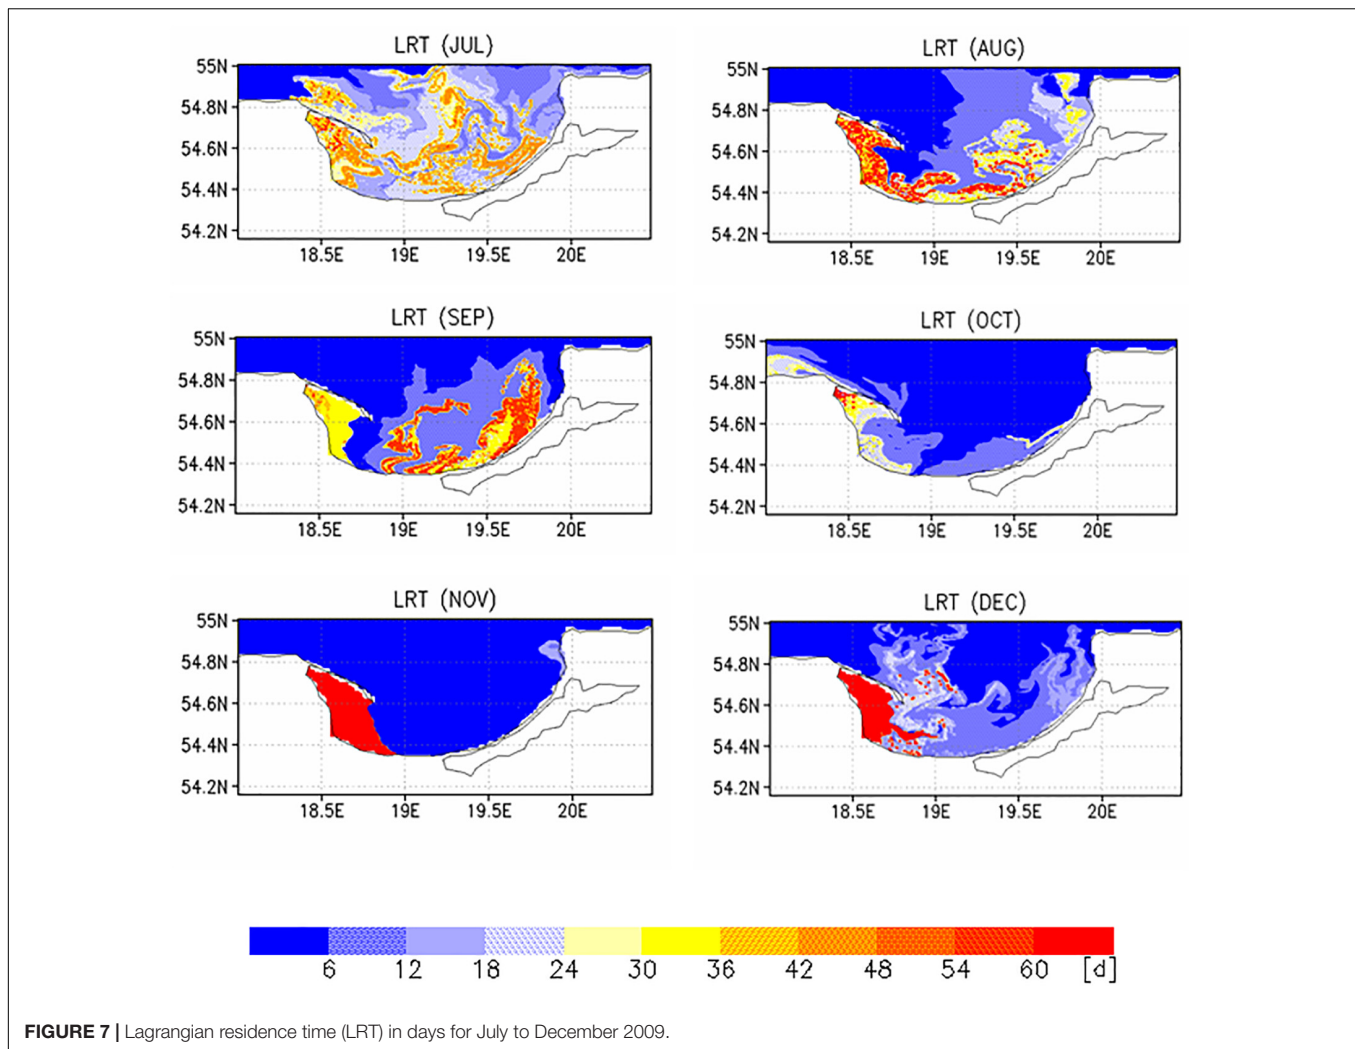 LRT (JUL)
55N
54.8N
54.6N
54.4N
54.2N
18.5E 19E 19.5E 20E
LRT (AUG)
55N
54.8N
54.6N
54.4N
54.2N
18.5E 19E 19.5E 20E
LRT (SEP)
55N
54.8N
54.6N
54.4N
54.2N
18.5E 19E 19.5E 20E
LRT (OCT)
55N
54.8N
54.6N
54.4N
54.2N
18.5E 19E 19.5E 20E
LRT (NOV)
55N
54.8N
54.6N
54.4N
54.2N
18.5E 19E 19.5E 20E
LRT (DEC)
55N
54.8N
54.6N
54.4N
54.2N
18.5E 19E 19.5E 20E
6 12 18 24 30 36 42 48 54 60 [d]
FIGURE 7 | Lagrangian residence time (LRT) in days for July to December 2009.